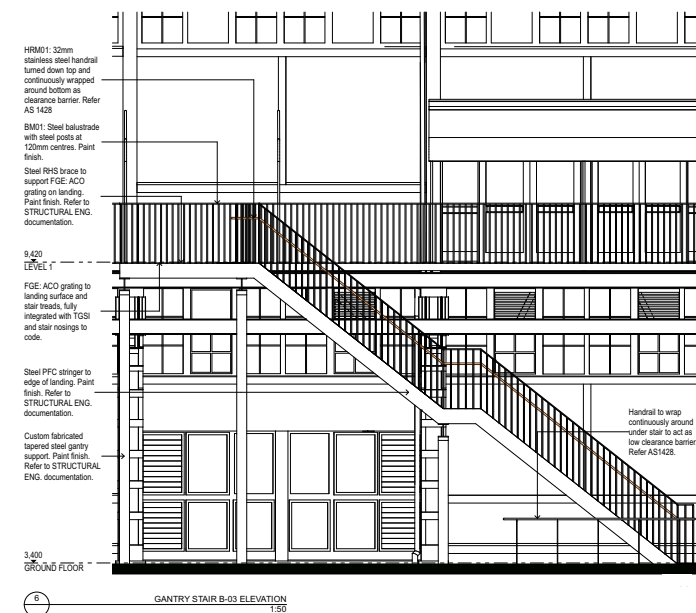 HRM01: 32mm
stainless steel handrail
turned down top and
continuously wrapped
around bottom as
clearance barrier. Refer
AS 1428
BM01: Steel balustrade
with steel posts at
120mm centres. Paint
finish.
Steel RHS brace to
support FGE: ACO
grating on landing.
Paint finish. Refer to
STRUCTURAL ENG.
documentation.
9,420
LEVEL 1
FGE: ACO grating to
landing surface and
stair treads, fully
integrated with TGSI
and stair nosings to
code.
Steel PFC stringer to
edge of landing. Paint
finish. Refer to
STRUCTURAL ENG.
documentation.
Custom fabricated
tapered steel gantry
support. Paint finish.
Refer to STRUCTURAL
ENG. documentation.
Handrail to wrap
continuously around
under stair to act as
low clearance barrier.
Refer AS1428.
3,400
GROUND FLOOR
6
GANTRY STAIR B-03 ELEVATION
1:50